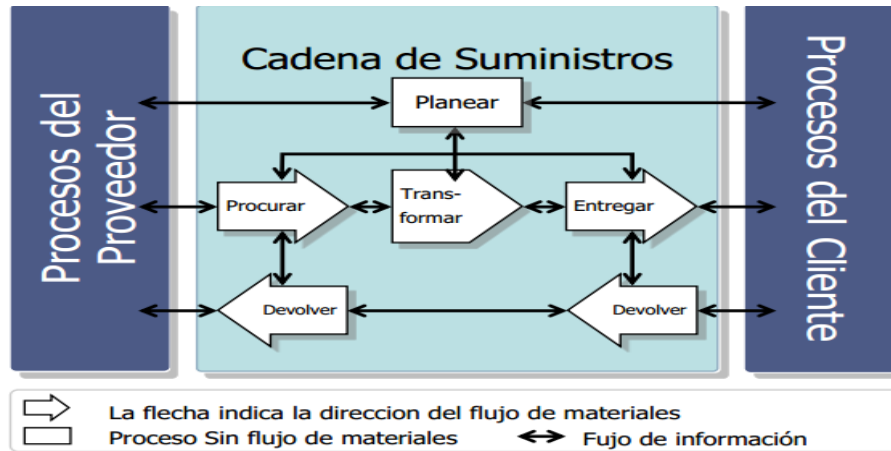 Procesos del
Proveedor
Cadena de Suministros
Planear
Procurar
Trans-
formar
Entregar
Devolver
Devolver
Procesos del Cliente
La flecha indica la direccion del flujo de materiales
Proceso Sin flujo de materiales
Fujo de información